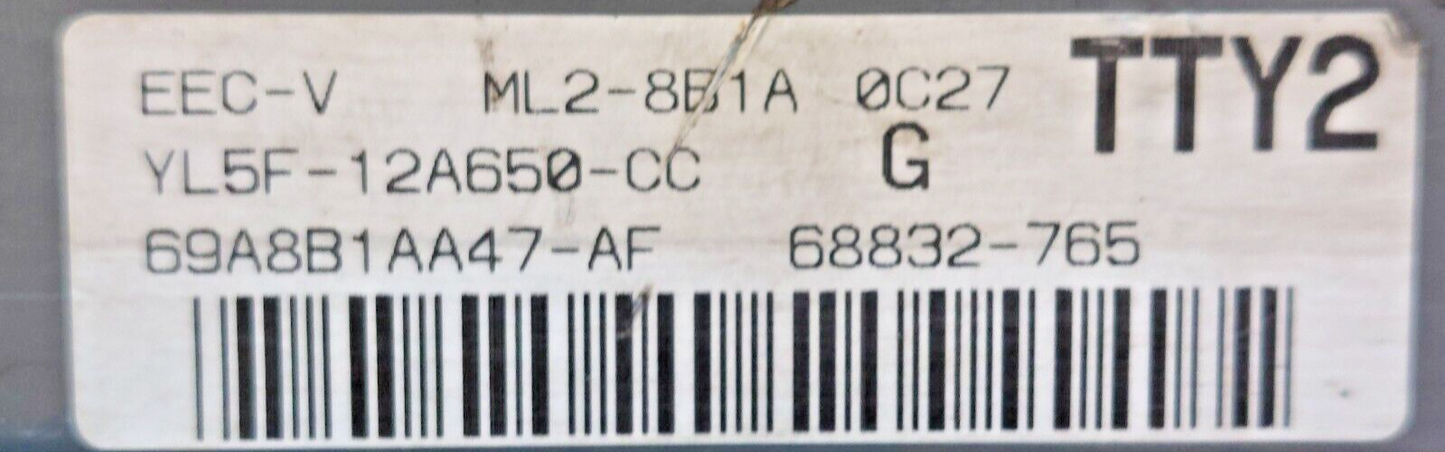 EEC-V ML2-8B1A 0C27 TTY2
YL5F-12A650-CC G
69A8B1AA47-AF 68832-765